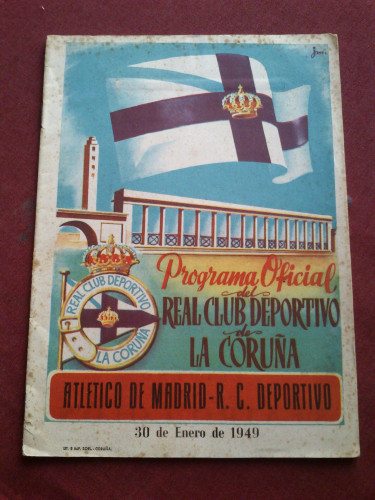 Programa Oficial
del
REAL CLUB DEPORTIVO
de
LA CORUÑA
REAL CLUB DEPORTIVO
LA CORUÑA
ATLETICO DE MADRID - R. C. DEPORTIVO
30 de Enero de 1949